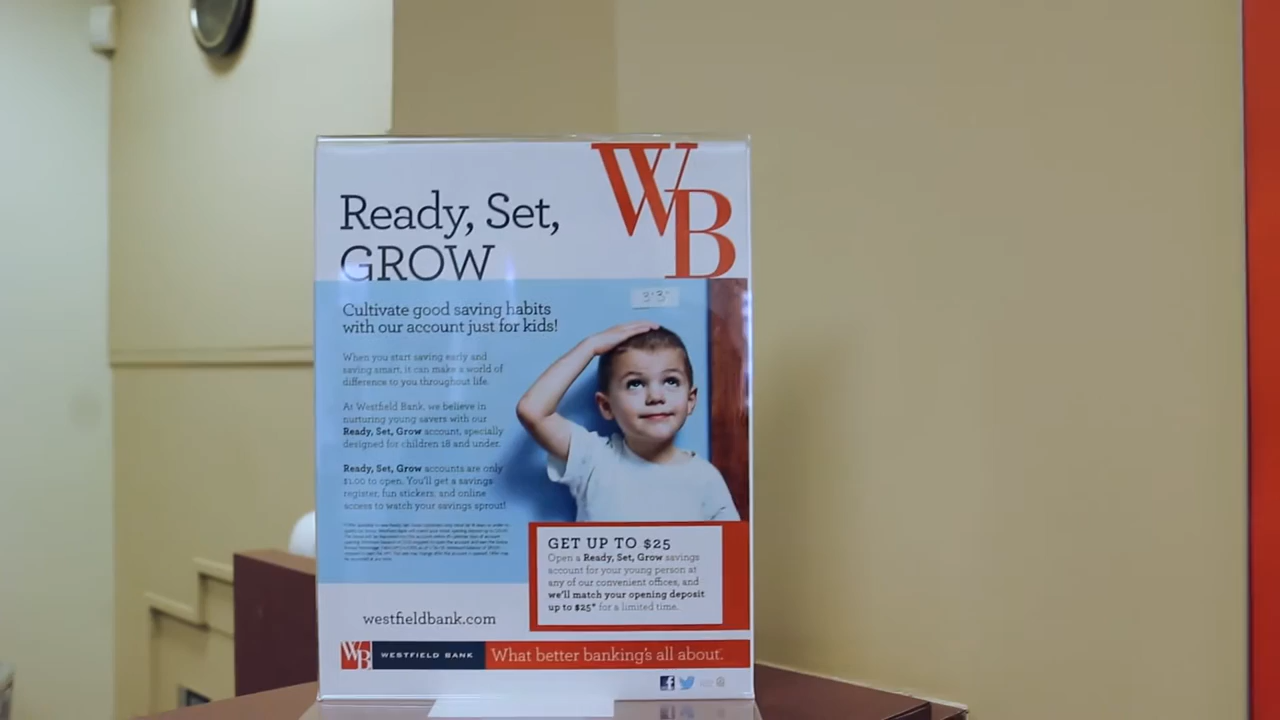 WB
Ready, Set,
GROW
3'3"
Cultivate good saving habits
with our account just for kids!
When you start saving early and
saving smart, it can make a world of
difference to you throughout life.
At Westfield Bank, we believe in
nurturing young savers with our
Ready, Set, Grow account, specially
designed for children 18 and under.
Ready, Set, Grow accounts are only
$1.00 to open. You'll get a savings
register, fun stickers, and online
access to watch your savings sprout!
GET UP TO $25
Open a Ready, Set, Grow savings
account for your young person at
any of our convenient offices, and
we'll match your opening deposit
up to $25* for a limited time.
westfieldbank.com
WB WESTFIELD BANK What better banking's all about.